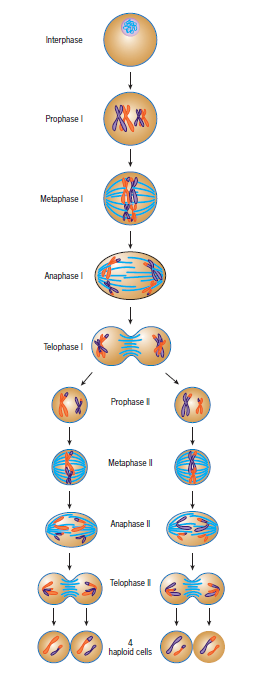 Interphase
Prophase I
Metaphase I
Anaphase I
Telophase I
Prophase II
Metaphase II
Anaphase II
Telophase II
4
haploid cells